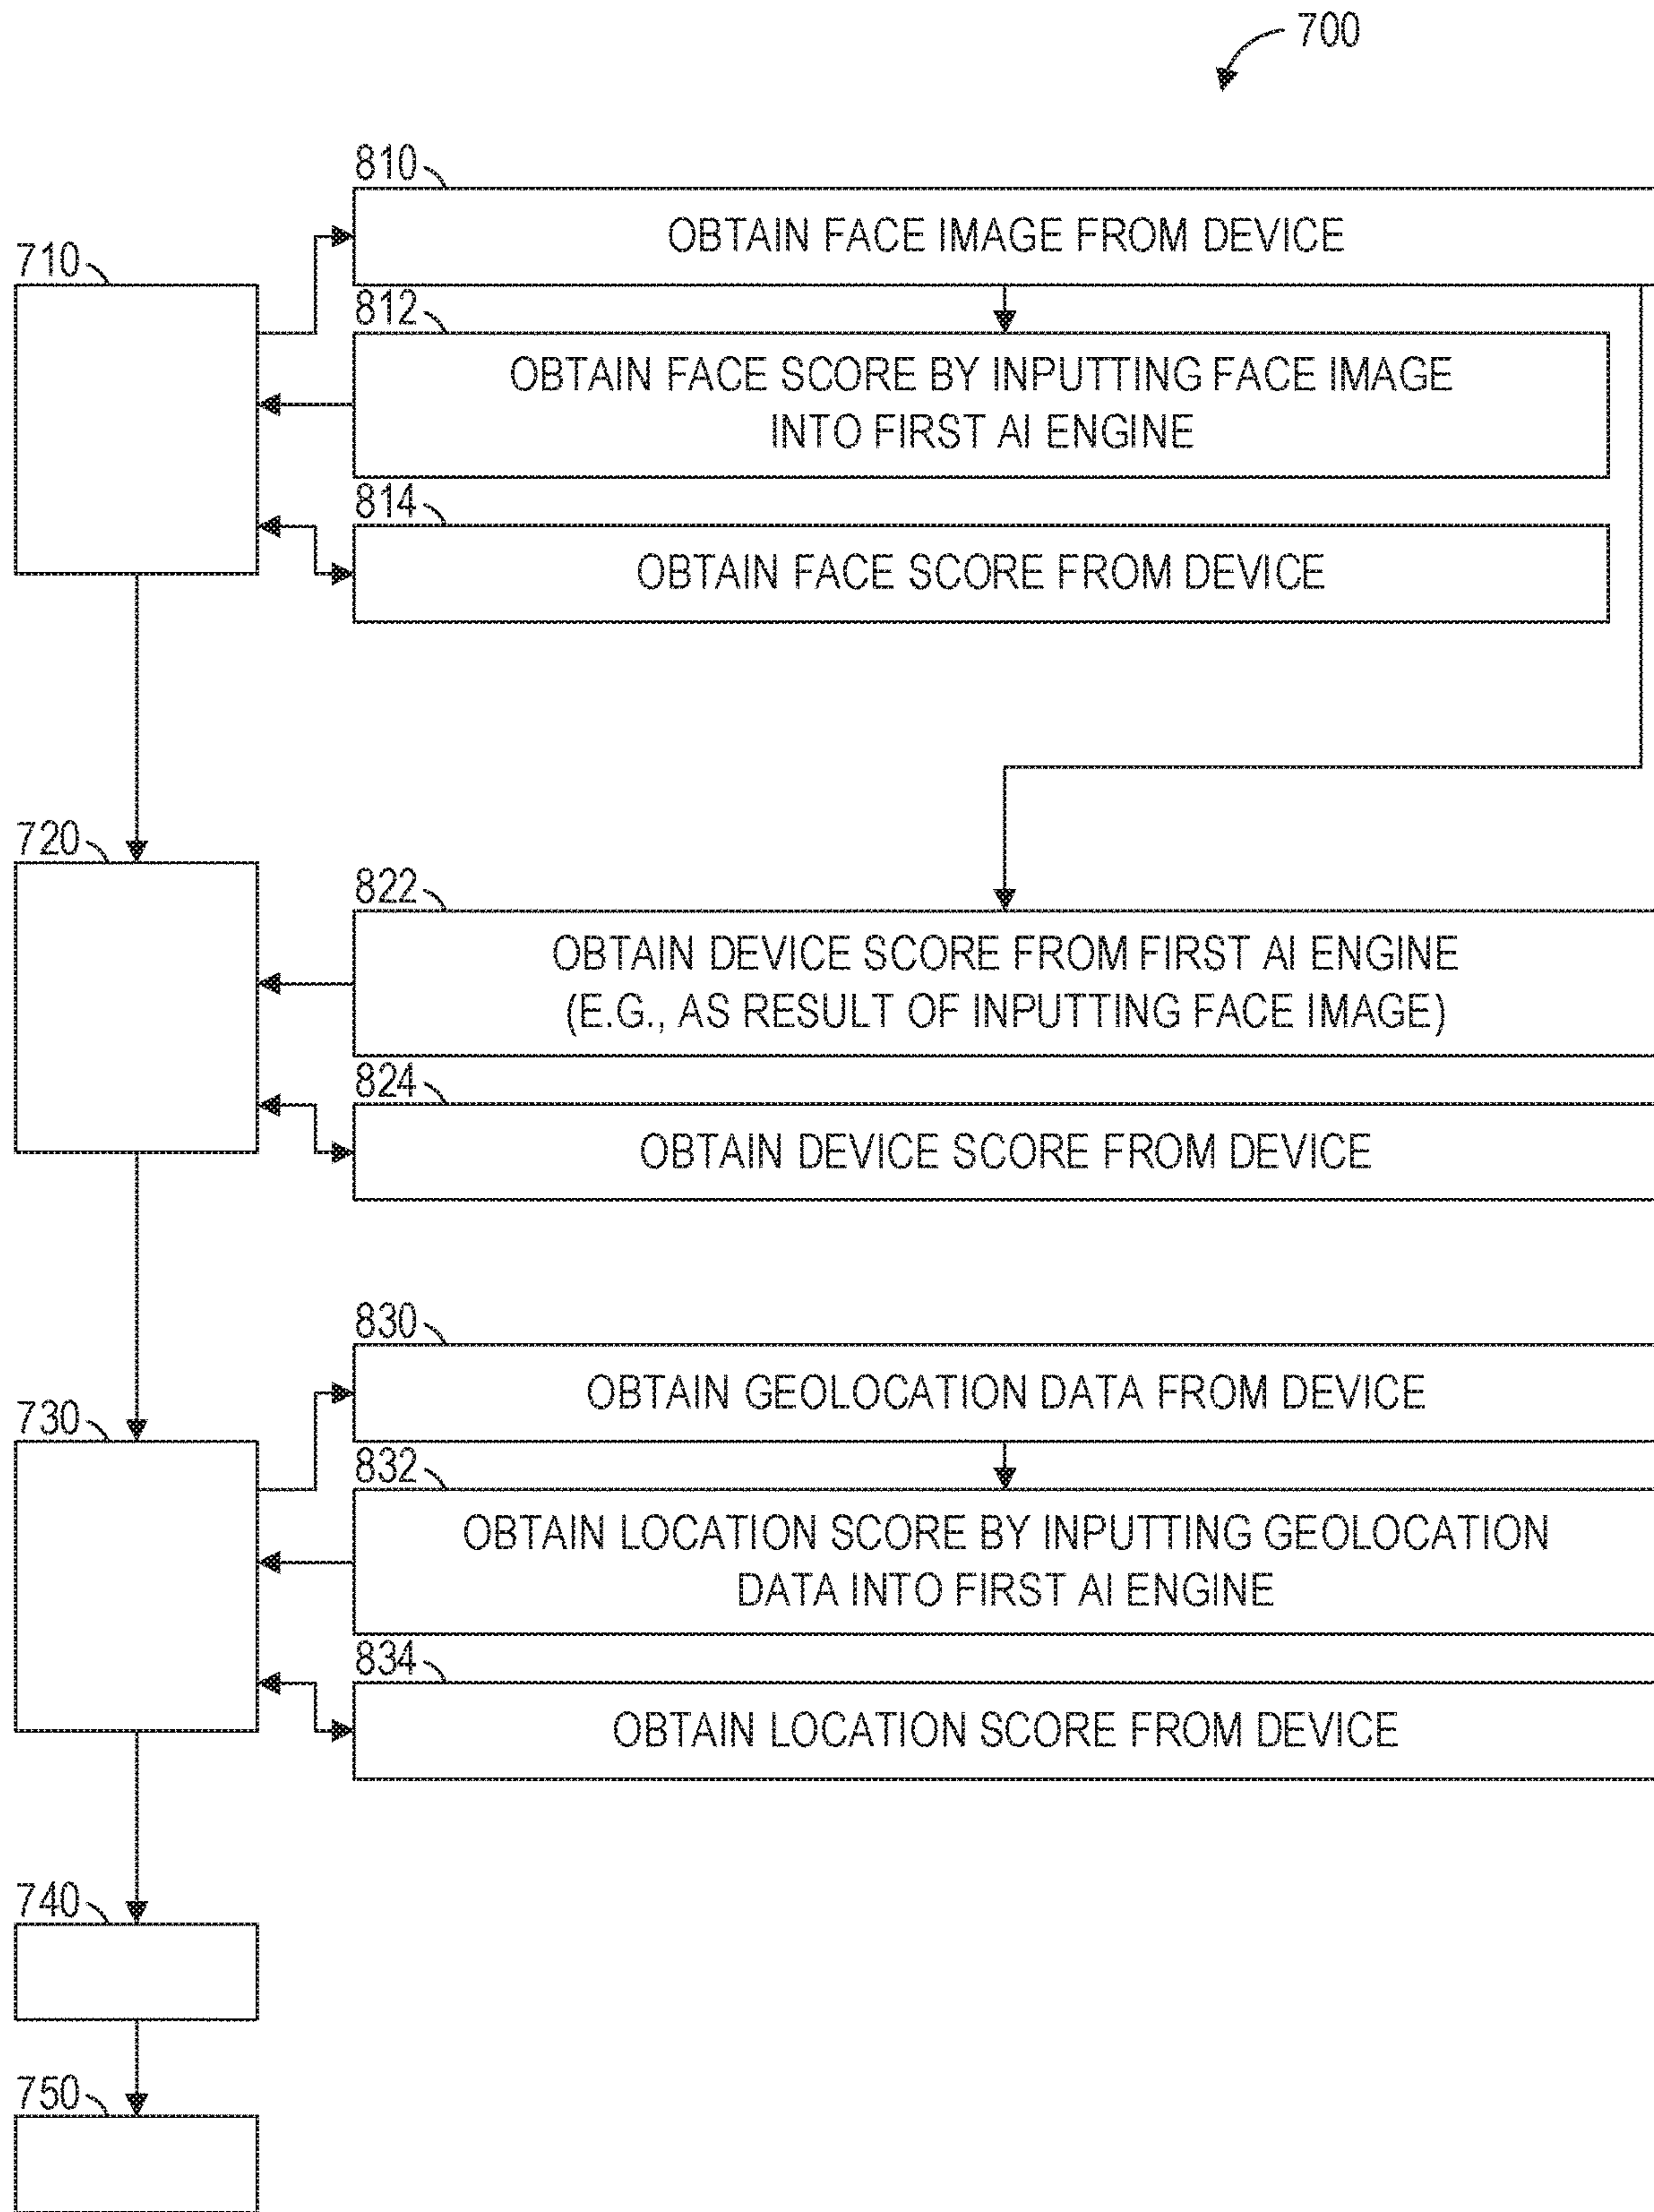 700
810
OBTAIN FACE IMAGE FROM DEVICE
710
812
OBTAIN FACE SCORE BY INPUTTING FACE IMAGE
INTO FIRST AI ENGINE
814
OBTAIN FACE SCORE FROM DEVICE
720
822
OBTAIN DEVICE SCORE FROM FIRST AI ENGINE
(E.G., AS RESULT OF INPUTTING FACE IMAGE)
824
OBTAIN DEVICE SCORE FROM DEVICE
830
OBTAIN GEOLOCATION DATA FROM DEVICE
730
832
OBTAIN LOCATION SCORE BY INPUTTING GEOLOCATION
DATA INTO FIRST AI ENGINE
834
OBTAIN LOCATION SCORE FROM DEVICE
740
750